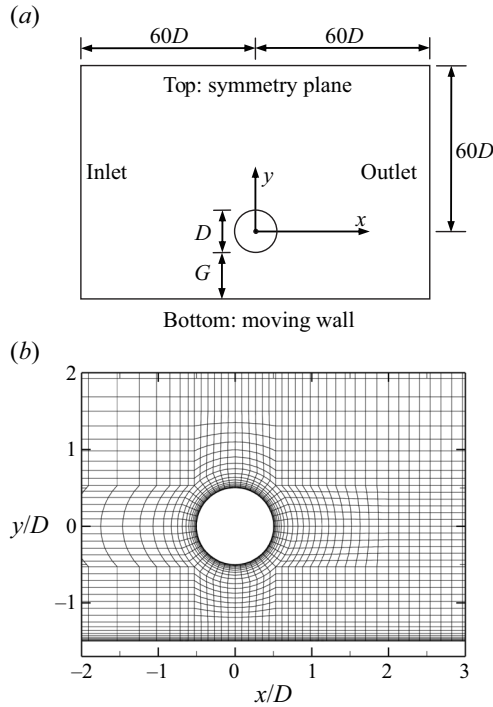 (a)
60D 60D
Top: symmetry plane
60D
Inlet Outlet
y
D x
G
Bottom: moving wall
(b)
2
1
y/D 0
−1
−2 −1 0 1 2 3
x/D